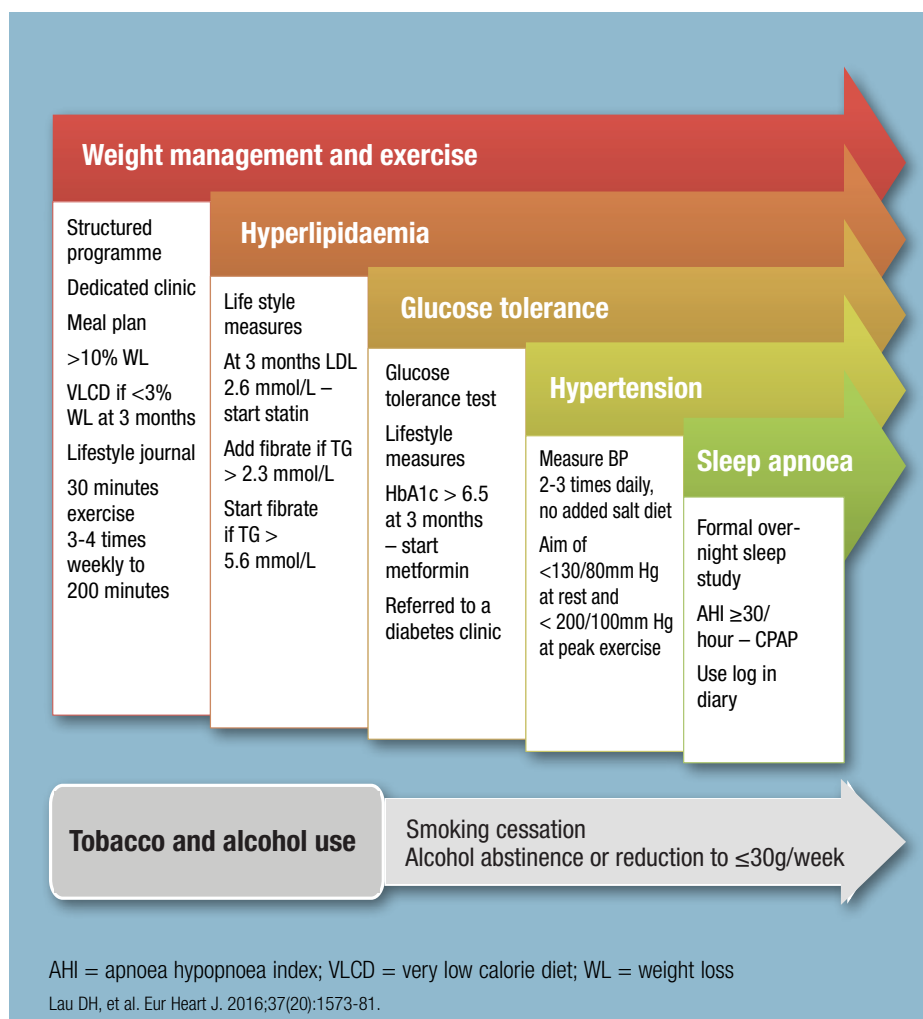 Weight management and exercise
Structured
programme
Dedicated clinic
Meal plan
>10% WL
VLCD if <3%
WL at 3 months
Lifestyle journal
30 minutes
exercise
3-4 times
weekly to
200 minutes
Hyperlipidaemia
Life style
measures
At 3 months LDL
2.6 mmol/L –
start statin
Add fibrate if TG
> 2.3 mmol/L
Start fibrate
if TG >
5.6 mmol/L
Glucose tolerance
Glucose
tolerance test
Lifestyle
measures
HbA1c > 6.5
at 3 months
– start
metformin
Referred to a
diabetes clinic
Hypertension
Measure BP
2-3 times daily,
no added salt diet
Aim of
<130/80mm Hg
at rest and
< 200/100mm Hg
at peak exercise
Sleep apnoea
Formal over-
night sleep
study
AHI ≥30/
hour – CPAP
Use log in
diary
Tobacco and alcohol use
Smoking cessation
Alcohol abstinence or reduction to ≤30g/week
AHI = apnoea hypopnoea index; VLCD = very low calorie diet; WL = weight loss
Lau DH, et al. Eur Heart J. 2016;37(20):1573-81.